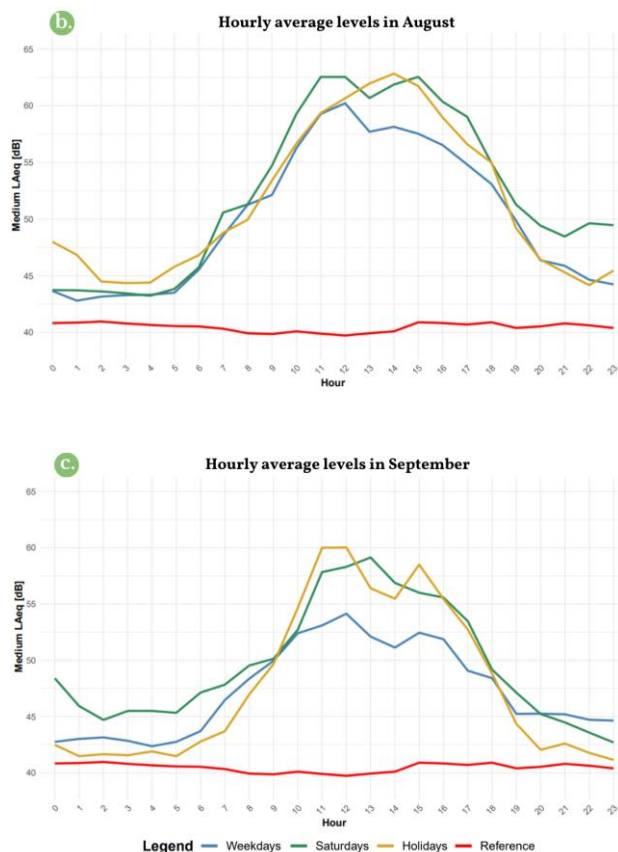 b.
Hourly average levels in August
65
60
55
50
45
40
Medium LAeq [dB]
0 1 2 3 4 5 6 7 8 9 10 11 12 13 14 15 16 17 18 19 20 21 22 23
Hour
c.
Hourly average levels in September
65
60
55
50
45
40
Medium LAeq [dB]
0 1 2 3 4 5 6 7 8 9 10 11 12 13 14 15 16 17 18 19 20 21 22 23
Hour
Legend Weekdays Saturdays Holidays Reference